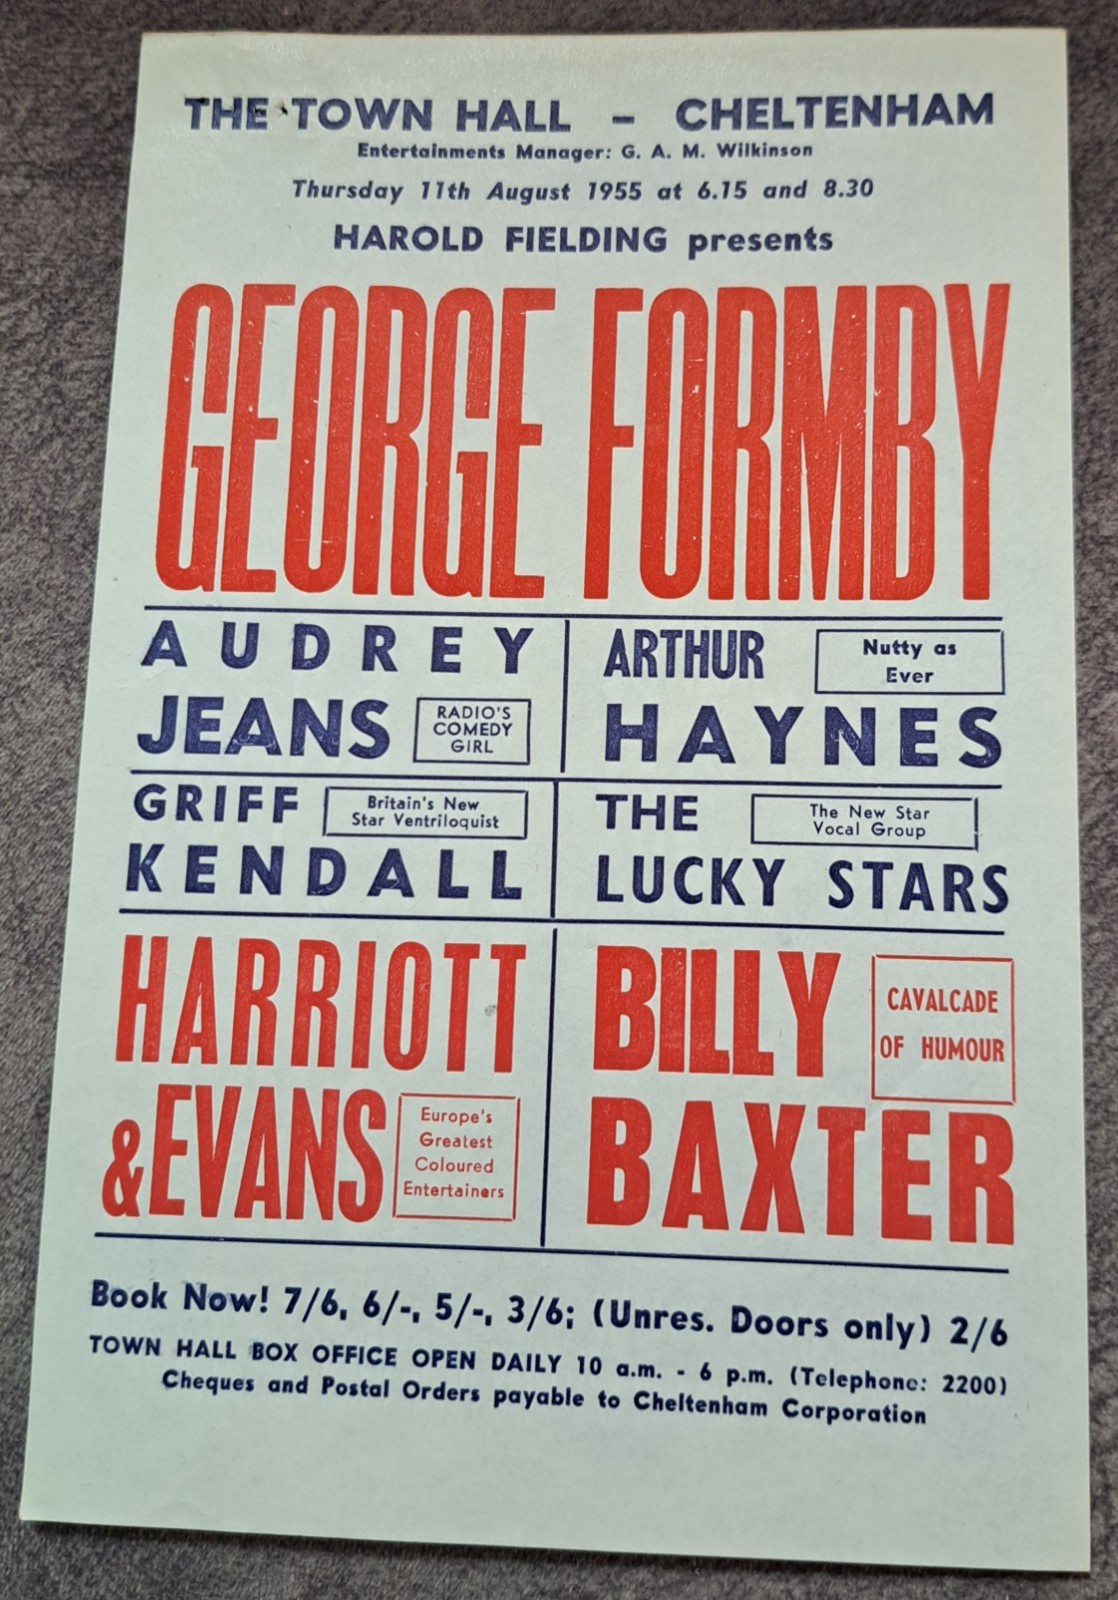 THE TOWN HALL - CHELTENHAM
Entertainments Manager: G. A. M. Wilkinson
Thursday 11th August 1955 at 6.15 and 8.30
HAROLD FIELDING presents
GEORGE FORMBY
AUDREY
JEANS
RADIO'S
COMEDY
GIRL
ARTHUR
Nutty as
Ever
HAYNES
GRIFF
Britain's New
Star Ventriloquist
KENDALL
THE
The New Star
Vocal Group
LUCKY STARS
HARRIOTT
& EVANS
Europe's
Greatest
Coloured
Entertainers
BILLY
CAVALCADE
OF HUMOUR
BAXTER
Book Now! 7/6, 6/-, 5/-, 3/6; (Unres. Doors only) 2/6
TOWN HALL BOX OFFICE OPEN DAILY 10 a.m. - 6 p.m. (Telephone: 2200)
Cheques and Postal Orders payable to Cheltenham Corporation